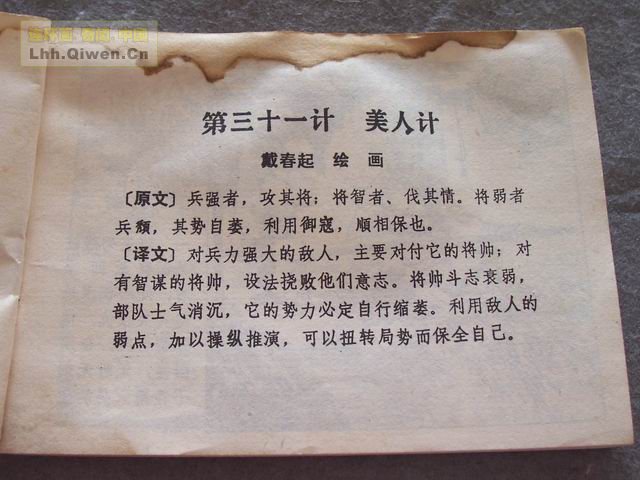 Lhh.Qiwen.Cn
第三十一计 美人计
戴春起 绘 画
〔原文〕兵强者，攻其将；将智者、伐其情。将弱者
兵颓，其势自萎，利用御寇，顺相保也。
〔译文〕对兵力强大的敌人，主要对付它的将帅；对
有智谋的将帅，设法挠败他们意志。将帅斗志衰弱，
部队士气消沉，它的势力必定自行缩萎。利用敌人的
弱点，加以操纵推演，可以扭转局势而保全自己。